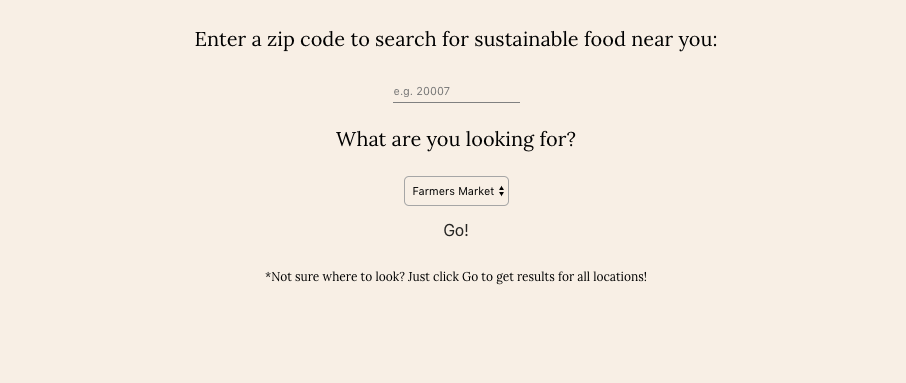 Enter a zip code to search for sustainable food near you:
e.g. 20007
What are you looking for?
Farmers Market
Go!
*Not sure where to look? Just click Go to get results for all locations!